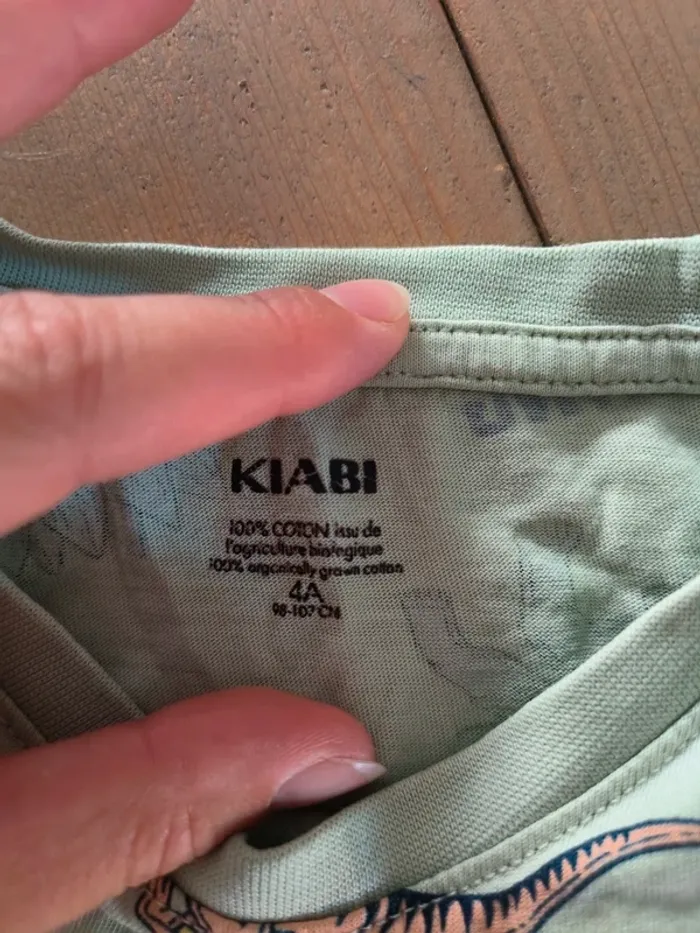 KIABI
100% COTON issu de
l'agriculture biologique
100% organically grown cotton
4A
98-107 CM